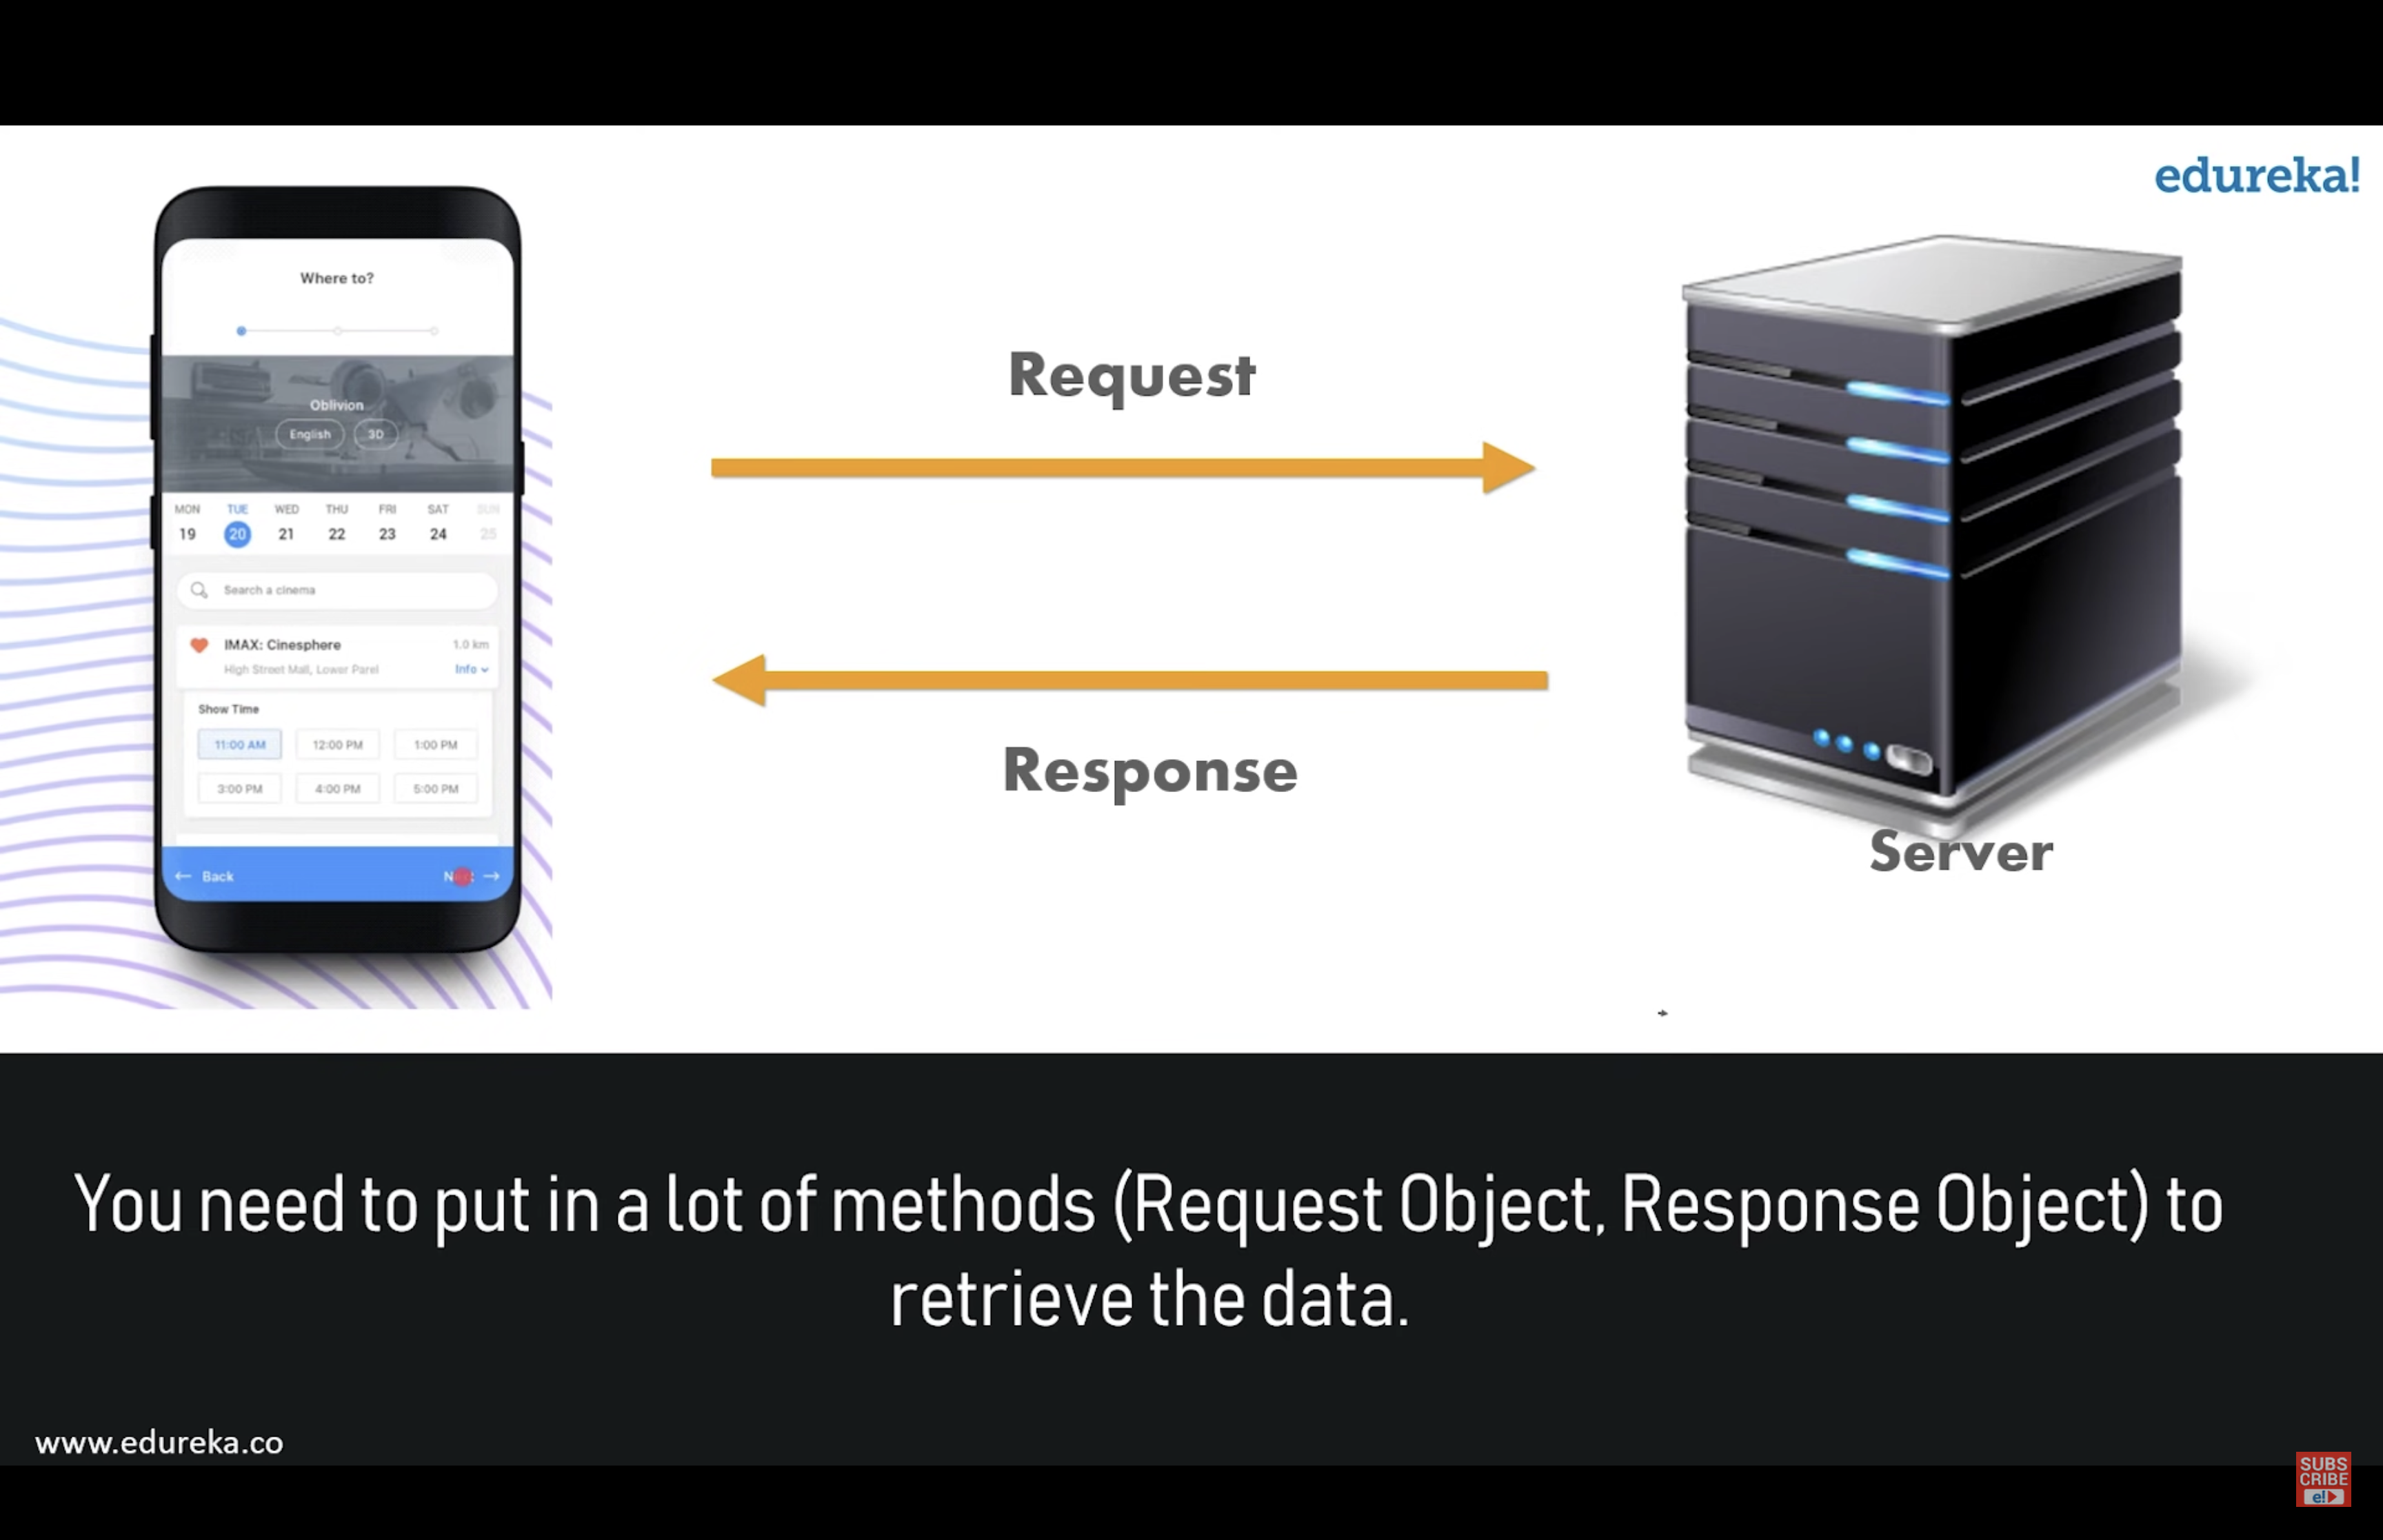 edureka!
Where to?
Oblivion
English 3D
MON TUE WED THU FRI SAT SUN
19 20 21 22 23 24 25
Search a cinema
IMAX: Cinesphere 1.0 km
High Street Mall, Lower Parel Info
Show Time
11:00 AM 12:00 PM 1:00 PM
3:00 PM 4:00 PM 5:00 PM
Back
Request
Response
Server
You need to put in a lot of methods (Request Object, Response Object) to
retrieve the data.
www.edureka.co
SUBS
CRIBE
e!